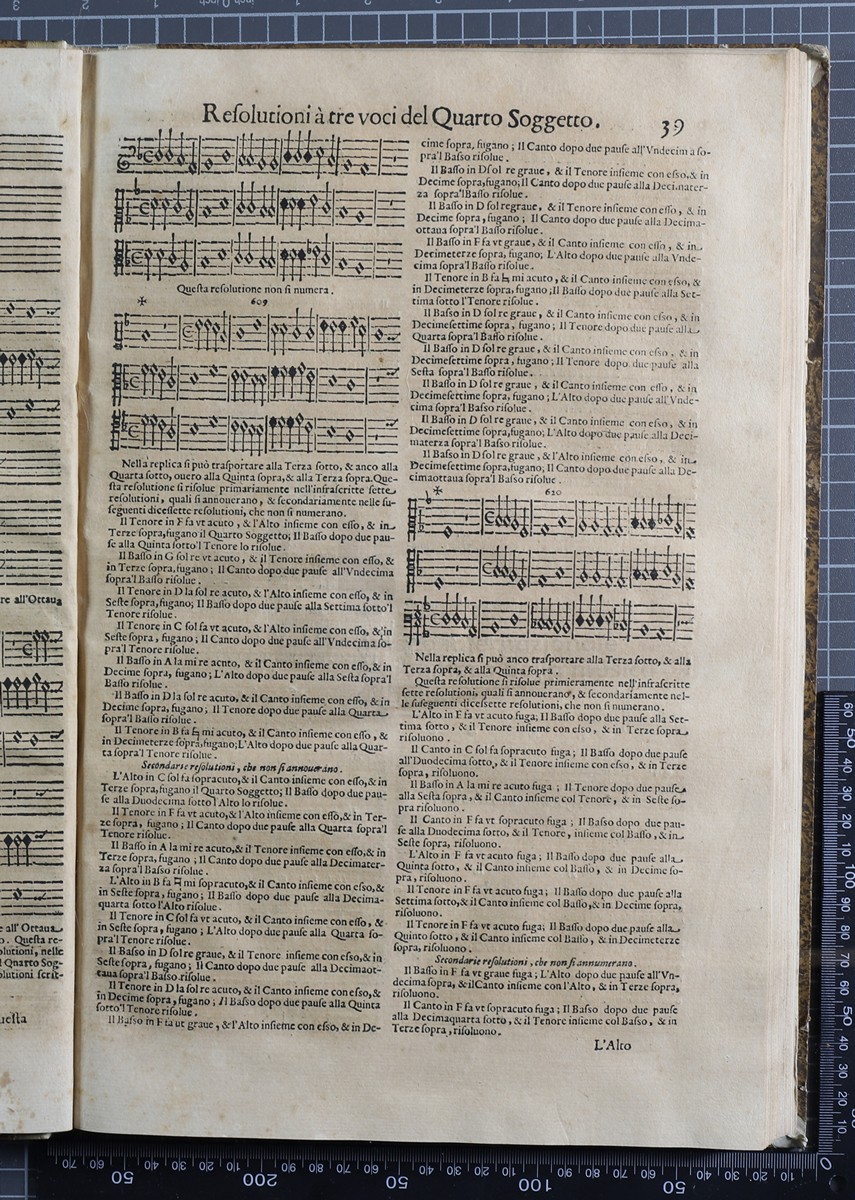 Resolutioni à tre voci del Quarto Soggetto.
39
Questa resolutione non si numera.
609
Nella replica si può trasportare alla Terza sotto, & anco alla
Quarta sotto, ouero alla Quinta sopra, & alla Terza sopra. Que-
sta resolutione si risolue primariamente nell'infrascritte sette
resolutioni, quali si annouerano, & secondariamente nelle su-
seguenti diecissette resolutioni, che non si numerano.
Il Tenore in F fa vt acuto, & l'Alto insieme con esso, & in
Terze sopra, fugano il Quarto Soggetto; Il Basso dopo due pau-
se alla Quinta sotto'l Tenore lo risolue.
Il Basso in G sol re vt acuto, & il Tenore insieme con esso, &
in Terze sopra, fugano; Il Canto dopo due pause all'Vndecima
sopra'l Basso risolue.
Il Tenore in D la sol re acuto, & l'Alto insieme con esso, & in
Seste sopra, fugano; Il Basso dopo due pause alla Settima sotto'l
Tenore risolue.
Il Tenore in C sol fa vt acuto, & l'Alto insieme con esso, & in
Seste sopra, fugano; Il Canto dopo due pause all'Vndecima so-
pra'l Tenore risolue.
Il Basso in A la mi re acuto, & il Canto insieme con esso, & in
Decime sopra, fugano; L'Alto dopo due pause alla Sesta sopra'l
Basso risolue.
Il Basso in D la sol re acuto, & il Canto insieme con esso, & in
Decime sopra, fugano; Il Tenore dopo due pause alla Quarta
sopra'l Basso risolue.
Il Tenore in B fa ♮ mi acuto, & il Canto insieme con esso, &
in Decimeterze sopra, fugano; L'Alto dopo due pause alla Quar-
ta sopra'l Tenore risolue.
Secondarie resolutioni, che non si annouerano.
L'Alto in C sol fa sopracuto, & il Canto insieme con esso, & in
Terze sopra, fugano il Quarto Soggetto; Il Basso dopo due pau-
se alla Duodecima sotto l'Alto lo risolue.
Il Tenore in F fa vt acuto, & l'Alto insieme con esso, & in Ter-
ze sopra, fugano; Il Canto dopo due pause alla Quarta sopra'l
Tenore risolue.
Il Basso in A la mi re acuto, & il Tenore insieme con esso, & in
Terze sopra, fugano; Il Canto dopo due pause alla Decimater-
za sopra'l Basso risolue.
L'Alto in B fa ♮ mi sopracuto, & il Canto insieme con esso, &
in Seste sopra, fugano; Il Basso dopo due pause alla Decima-
quarta sotto l'Alto risolue.
Il Tenore in C sol fa vt acuto, & il Canto insieme con esso, &
in Seste sopra, fugano; L'Alto dopo due pause alla Quarta so-
pra'l Tenore risolue.
Il Basso in D sol re graue, & il Tenore insieme con esso, & in
Seste sopra, fugano; Il Canto dopo due pause alla Decimaot-
taua sopra'l Basso risolue.
Il Tenore in D la sol re acuto, & il Canto insieme con esso, &
in Decime sopra, fugano; Il Basso dopo due pause alla Quinta
sotto'l Tenore risolue.
Il Basso in F fa ut graue, & l'Alto insieme con esso, & in De-
cime sopra, fugano; Il Canto dopo due pause all'Vndecima so-
pra'l Basso risolue.
Il Basso in D sol re graue, & il Tenore insieme con esso, & in
Decime sopra, fugano; Il Canto dopo due pause alla Decimater-
za sopra'l Basso risolue.
Il Basso in D sol re graue, & il Tenore insieme con esso, & in
Decime sopra, fugano; Il Canto dopo due pause alla Decima-
ottaua sopra'l Basso risolue.
Il Basso in F fa vt graue, & il Canto insieme con esso, & in
Decimeterze sopra, fugano; L'Alto dopo due pause alla Vnde-
cima sopra'l Basso risolue.
Il Tenore in B fa ♮ mi acuto, & il Canto insieme con esso, &
in Decimeterze sopra, fugano; Il Basso dopo due pause alla Set-
tima sotto l'Tenore risolue.
Il Basso in D sol re graue, & il Canto insieme con esso, & in
Decimesettime sopra, fugano; Il Tenore dopo due pause alla
Quarta sopra'l Basso risolue.
Il Basso in D sol re graue, & il Canto insieme con esso, & in
Decimesettime sopra, fugano; Il Tenore dopo due pause alla
Sesta sopra'l Basso risolue.
Il Basso in D sol re graue, & il Canto insieme con esso, & in
Decimesettime sopra, fugano; L'Alto dopo due pause all'Vnde-
cima sopra'l Basso risolue.
Il Basso in D sol re graue, & il Canto insieme con esso, & in
Decimesettime sopra, fugano; L'Alto dopo due pause alla Deci-
materza sopra'l Basso risolue.
Il Basso in D sol re graue, & l'Alto insieme con esso, & in
Decimesettime sopra, fugano; Il Canto dopo due pause alla De-
cimaottaua sopra'l Basso risolue.
610
Nella replica si può anco trasportare alla Terza sotto, & alla
Terza sopra, & alla Quinta sopra.
Questa resolutione si risolue primieramente nell'infrascritte
sette resolutioni, quali si annouerano, & secondariamente nel-
le suseguenti dicessette resolutioni, che non si numerano.
L'Alto in F fa vt acuto fuga; Il Basso dopo due pause alla Set-
tima sotto, & il Tenore insieme con esso, & in Terze sopra
risoluono.
Il Canto in C sol fa sopracuto fuga; Il Basso dopo due pause
all'Duodecima sotto, & il Tenore insieme con esso, & in Terze
sopra, risoluono.
Il Basso in A la mi re acuto fuga; Il Tenore dopo due pause
alla Sesta sopra, & il Canto insieme col Tenore, & in Seste so-
pra risoluono.
Il Canto in F fa vt sopracuto fuga; Il Basso dopo due pau-
se alla Duodecima sotto, & il Tenore, insieme col Basso, & in
Seste sopra, risoluono.
L'Alto in F fa vt acuto fuga; Il Basso dopo due pause alla
Quinta sotto, & il Canto insieme col Basso, & in Decime so-
pra, risoluono.
Il Tenore in F fa vt acuto fuga; Il Basso dopo due pause alla
Settima sotto, & il Canto insieme col Basso, & in Decime sopra,
risoluono.
Il Tenore in F fa vt acuto fuga; Il Basso dopo due pause alla
Quinto sotto, & il Canto insieme col Basso, & in Decimeterze
sopra, risoluono.
Secondarie resolutioni, che non si annumerano.
Il Basso in F fa vt graue fuga; L'Alto dopo due pause all'Vn-
decima sopra, & il Canto insieme con l'Alto, & in Terze sopra,
risoluono.
Il Canto in F fa vt sopracuto fuga; Il Basso dopo due pause
alla Decimaquarta sotto, & il Tenore insieme col Basso, & in
Terze sopra, risoluono.
L'Alto
re all'Ottaua
e all'Ottaua
o. Questa re-
olutioni, nelle
l Quarto Sog-
olutioni scrit-
uesta